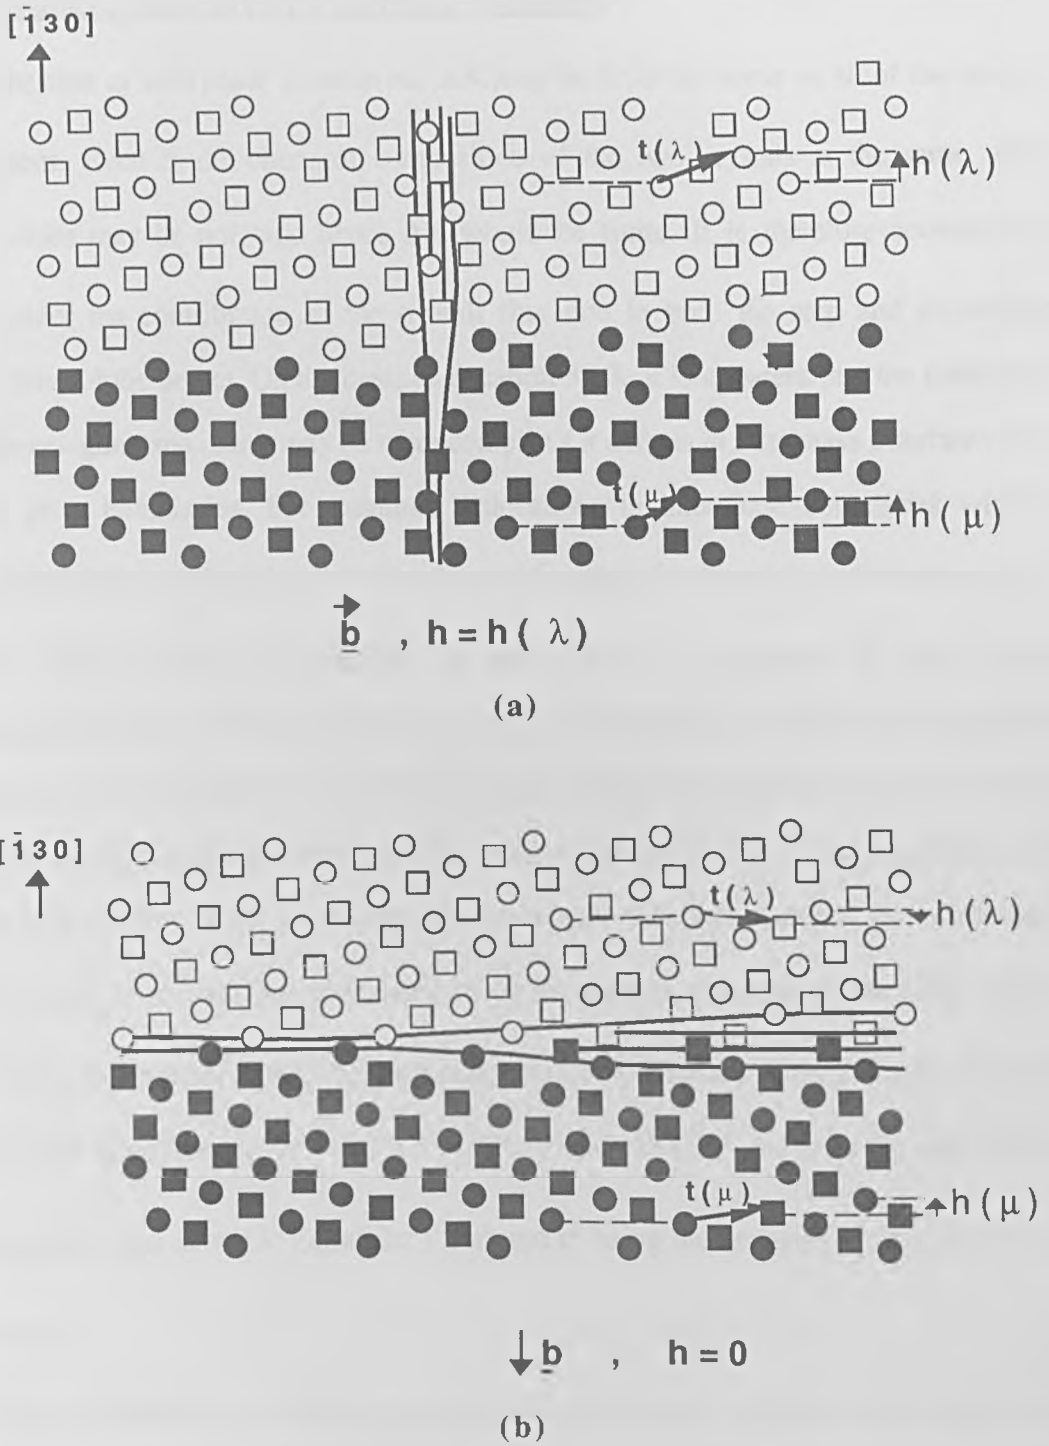 [1̄30]
t(λ)
h(λ)
t(μ)
h(μ)
b , h = h( λ)
(a)
[1̄30]
t(λ)
h(λ)
t(μ)
h(μ)
b , h = 0
(b)